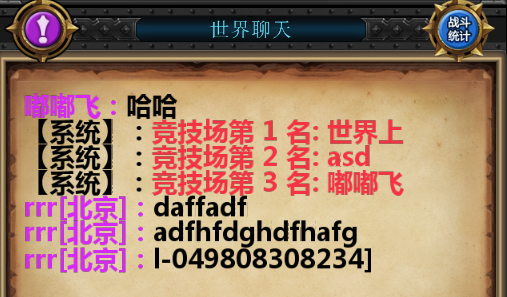 世界聊天
战斗
统计
嘟嘟飞：哈哈
【系统】：竞技场第 1 名: 世界上
【系统】：竞技场第 2 名: asd
【系统】：竞技场第 3 名: 嘟嘟飞
rrr[北京]：daffadf
rrr[北京]：adfhfdghdfhafg
rrr[北京]：l-049808308234]